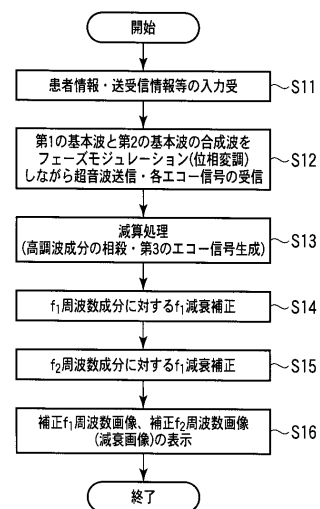 開始
患者情報・送受信情報等の入力受
S11
第1の基本波と第2の基本波の合成波を
フェーズモジュレーション(位相変調)
しながら超音波送信・各エコー信号の受信
S12
減算処理
(高調波成分の相殺・第3のエコー信号生成)
S13
f₁周波数成分に対するf₁減衰補正
S14
f₂周波数成分に対するf₁減衰補正
S15
補正f₁周波数画像、補正f₂周波数画像
(減衰画像)の表示
S16
終了